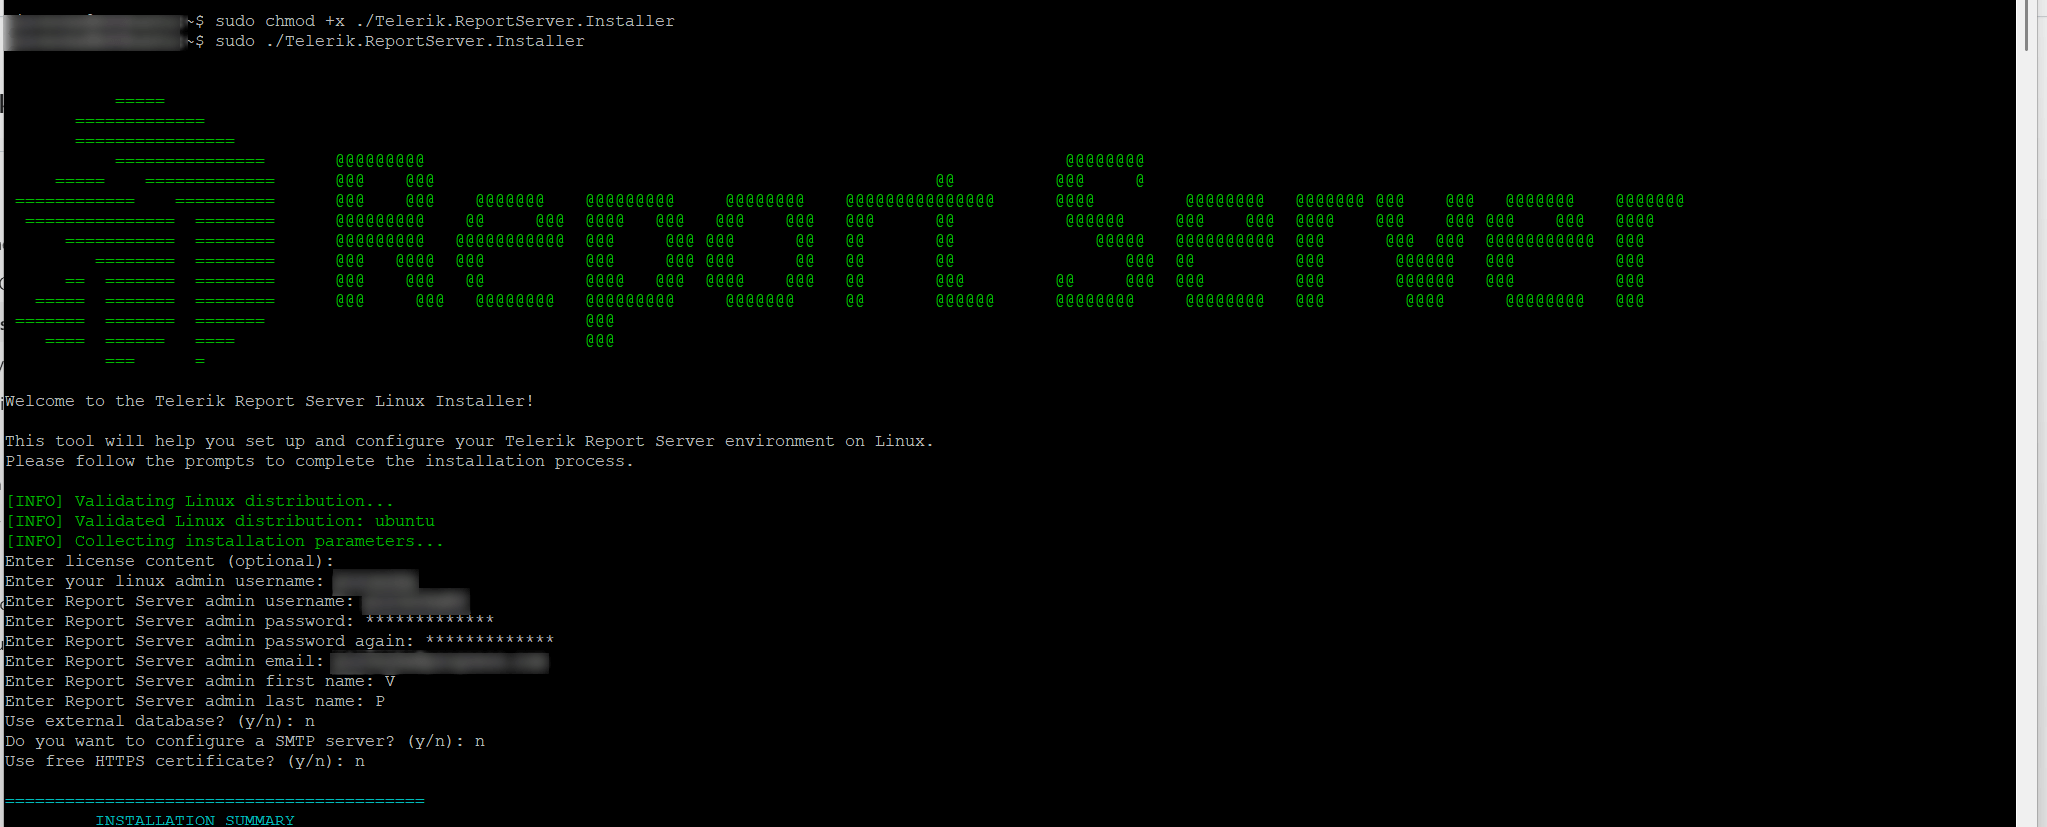 ~$ sudo chmod +x ./Telerik.ReportServer.Installer
~$ sudo ./Telerik.ReportServer.Installer
Report Server
Welcome to the Telerik Report Server Linux Installer!
This tool will help you set up and configure your Telerik Report Server environment on Linux.
Please follow the prompts to complete the installation process.
[INFO] Validating Linux distribution...
[INFO] Validated Linux distribution: ubuntu
[INFO] Collecting installation parameters...
Enter license content (optional):
Enter your linux admin username:
Enter Report Server admin username:
Enter Report Server admin password: *************
Enter Report Server admin password again: *************
Enter Report Server admin email:
Enter Report Server admin first name: V
Enter Report Server admin last name: P
Use external database? (y/n): n
Do you want to configure a SMTP server? (y/n): n
Use free HTTPS certificate? (y/n): n
==========================================
INSTALLATION SUMMARY